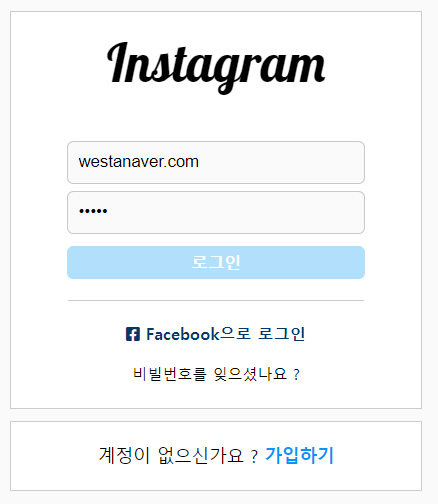 Instagram
westanaver.com
•••••
로그인
Facebook으로 로그인
비빌번호를 잊으셨나요 ?
계정이 없으신가요 ? 가입하기